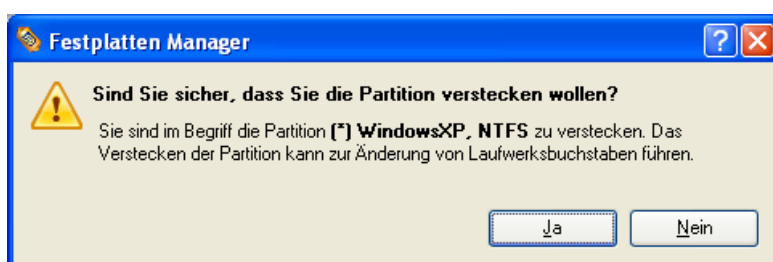 Festplatten Manager
Sind Sie sicher, dass Sie die Partition verstecken wollen?
Sie sind im Begriff die Partition (*) WindowsXP, NTFS zu verstecken. Das
Verstecken der Partition kann zur Änderung von Laufwerksbuchstaben führen.
Ja Nein